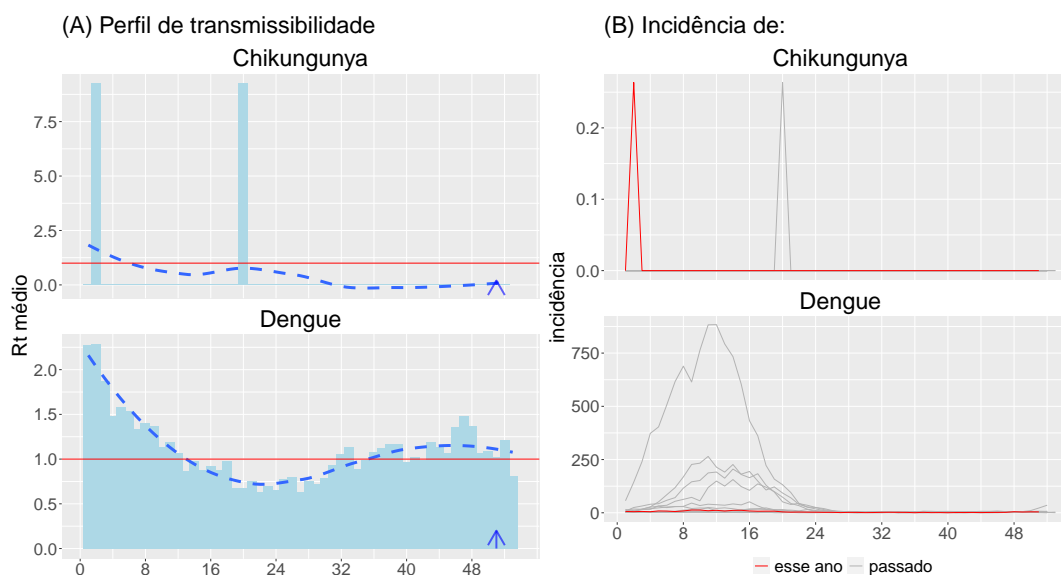 (A) Perfil de transmissibilidade
Chikungunya
7.5
5.0
2.5
0.0
Dengue
2.0
1.5
1.0
0.5
0.0
0 8 16 24 32 40 48
Rt médio
(B) Incidência de:
Chikungunya
0.2
0.1
0.0
Dengue
750
500
250
0
0 8 16 24 32 40 48
incidência
esse ano passado